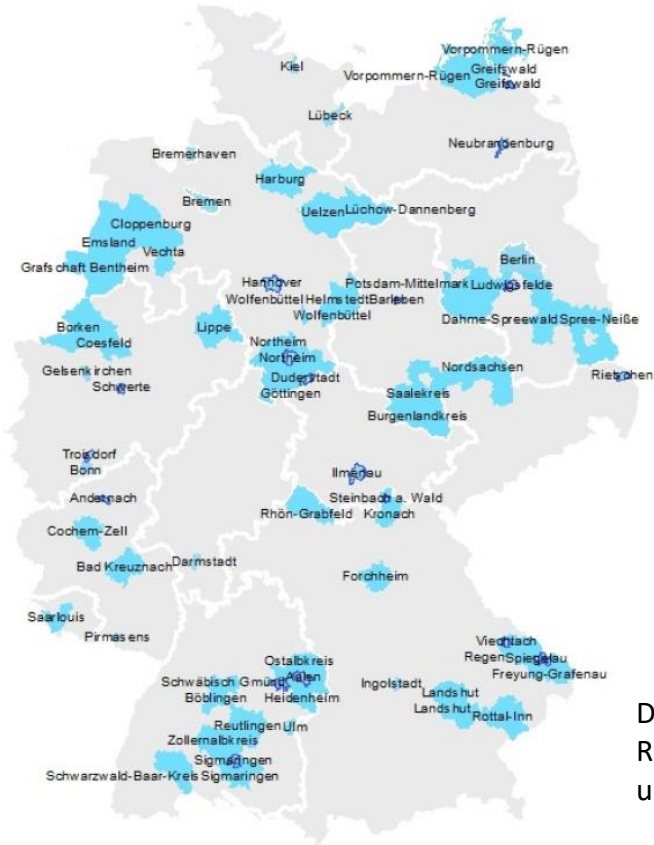 Vorpommern-Rügen
Kiel
Vorpommern-Rügen
Greifswald
Greifswald
Lübeck
Neubrandenburg
Bremerhaven
Harburg
Bremen
Uelzen
Lüchow-Dannenberg
Cloppenburg
Emsland
Vechta
Grafschaft Bentheim
Berlin
Hannover
Potsdam-Mittelmark
Ludwigsfelde
Wolfenbüttel
Helmstedt
Barleben
Wolfenbüttel
Dahme-Spreewald
Spree-Neiße
Borken
Lippe
Coesfeld
Northeim
Northeim
Gelsenkirchen
Duderstadt
Nordsachsen
Rietschen
Schwerte
Göttingen
Saalekreis
Burgenlandkreis
Troisdorf
Bonn
Ilmenau
Andernach
Steinbach a. Wald
Rhön-Grabfeld
Kronach
Cochem-Zell
Bad Kreuznach
Darmstadt
Forchheim
Saarlouis
Pirmasens
Viechtach
Regen
Spiegelau
Freyung-Grafenau
Ostalbkreis
Schwäbisch Gmünd
Aalen
Böblingen
Heidenheim
Ingolstadt
Landshut
Landshut
Rottal-Inn
Reutlingen
Ulm
Zollernalbkreis
Sigmaringen
Schwarzwald-Baar-Kreis
Sigmaringen
D
R
u